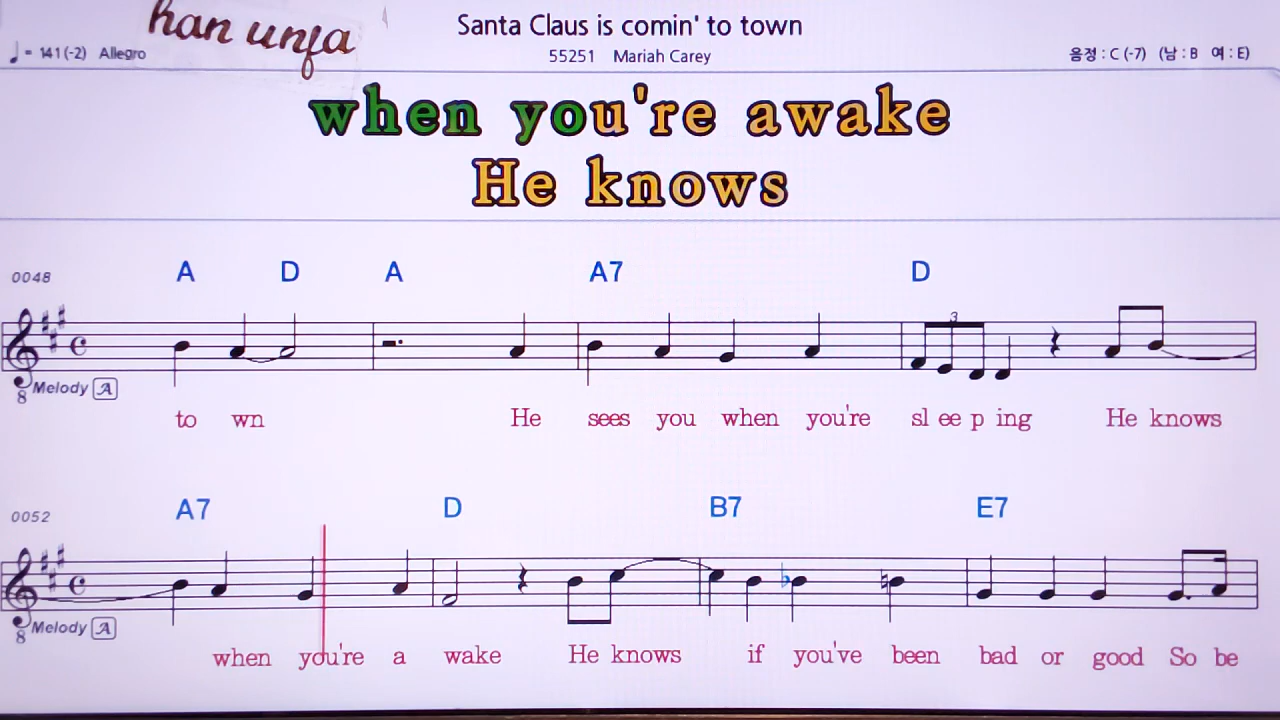 han unja
Santa Claus is comin' to town
♩ = 141(-2) Allegro
55251 Mariah Carey
음정 : C (-7) (남 : B 여 : E)
when you're awake
He knows
0048
A D A A7 D
3
8 Melody A
to wn He sees you when you're sl ee p ing He knows
0052
A7 D B7 E7
8 Melody A
when you're a wake He knows if you've been bad or good So be